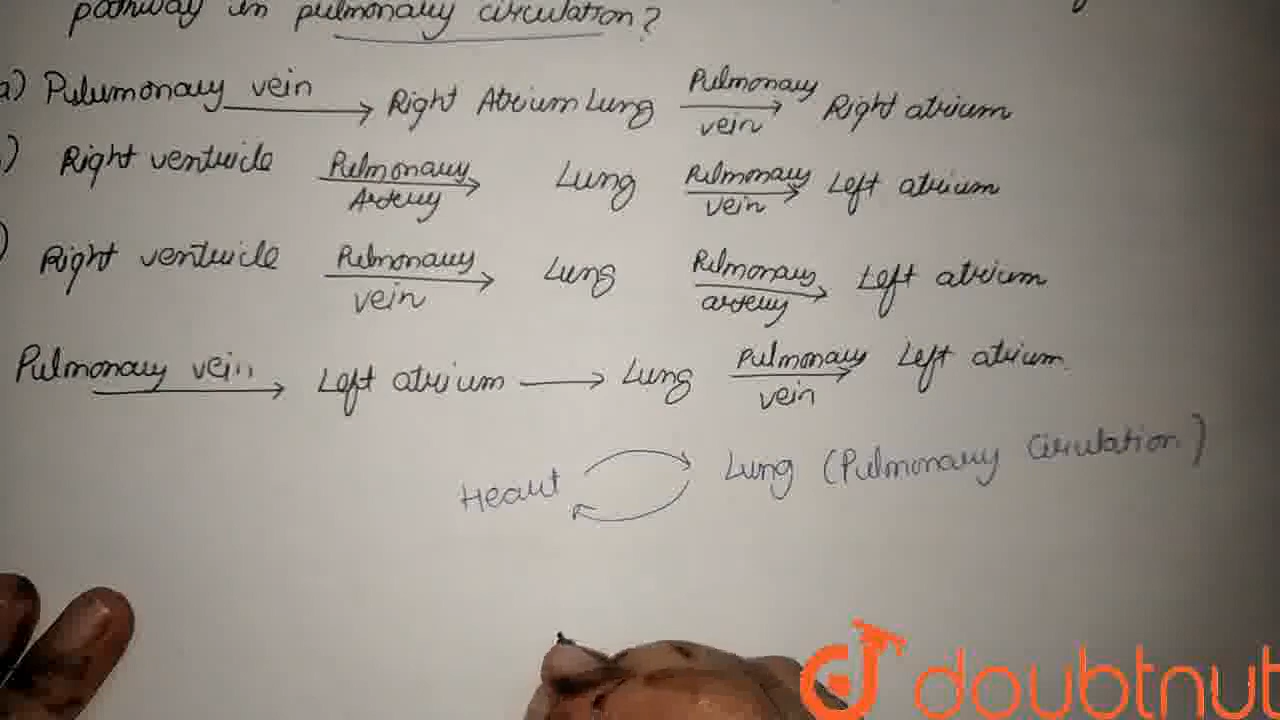 pathway in pulmonary circulation?
a) Pulumonary vein → Right Atrium Lung Pulmonary vein → Right atrium
) Right ventricle Pulmonary Artery → Lung Pulmonary vein → Left atrium
) Right ventricle Pulmonary vein → Lung Pulmonary artery → Left atrium
Pulmonary vein → Left atrium → Lung Pulmonary vein → Left atrium
Heart Lung (Pulmonary Circulation)
doubtnut